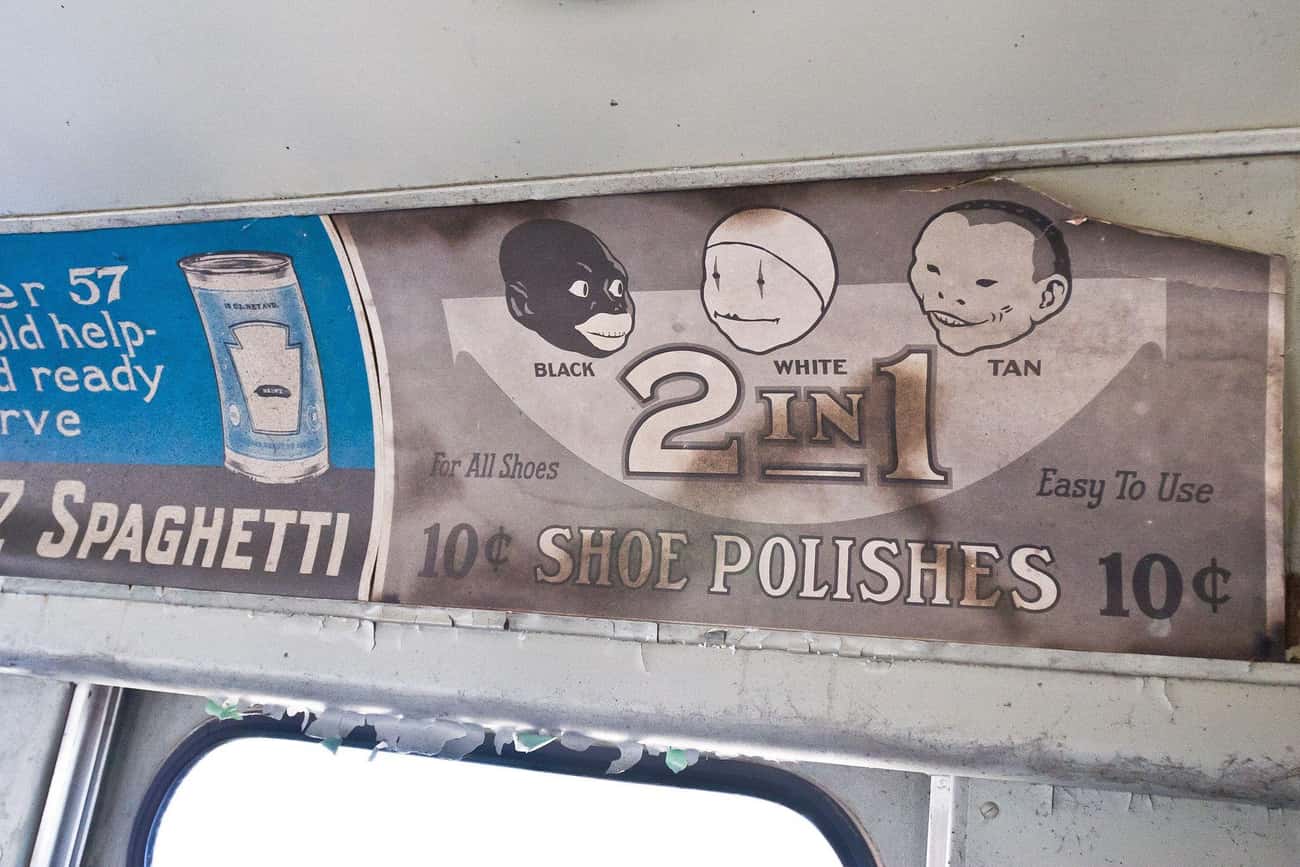 er 57
old help-
d ready
rve
SPAGHETTI
HEINZ
BLACK
WHITE
TAN
2 IN 1
For All Shoes
Easy To Use
10¢ SHOE POLISHES 10¢